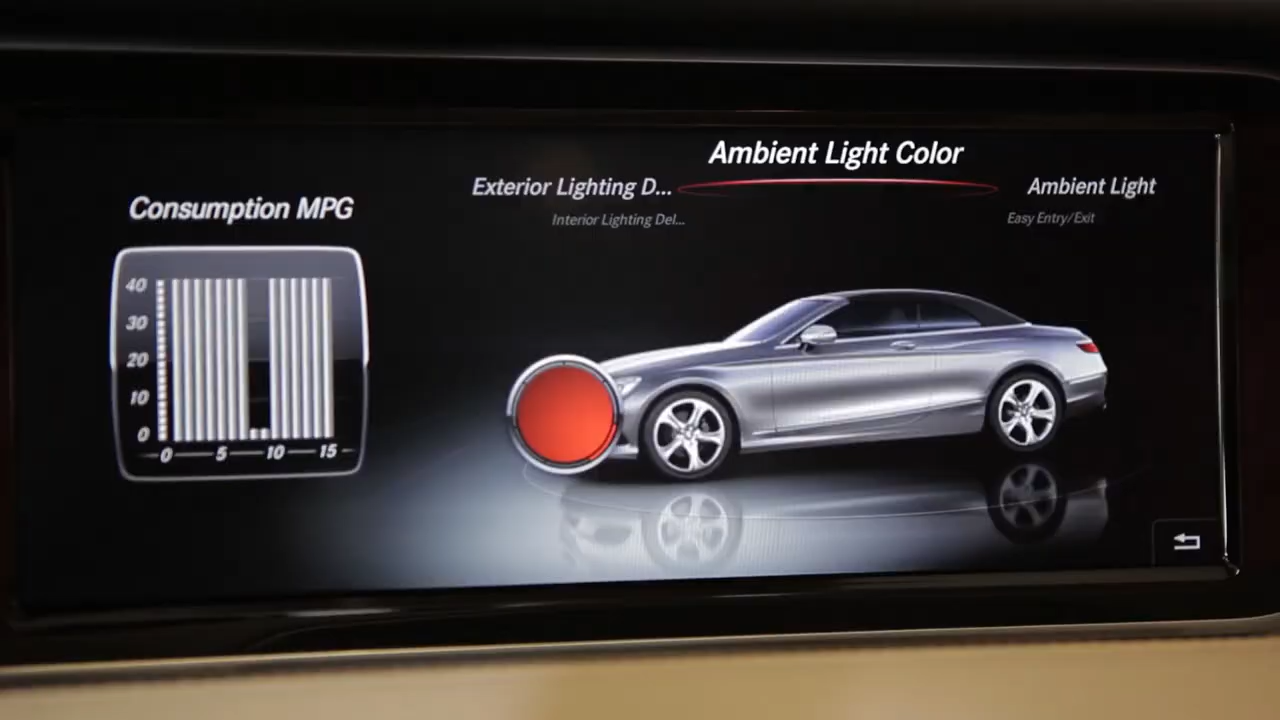 Ambient Light Color
Exterior Lighting D...
Ambient Light
Interior Lighting Del...
Easy Entry/Exit
Consumption MPG
40
30
20
10
0
0 5 10 15